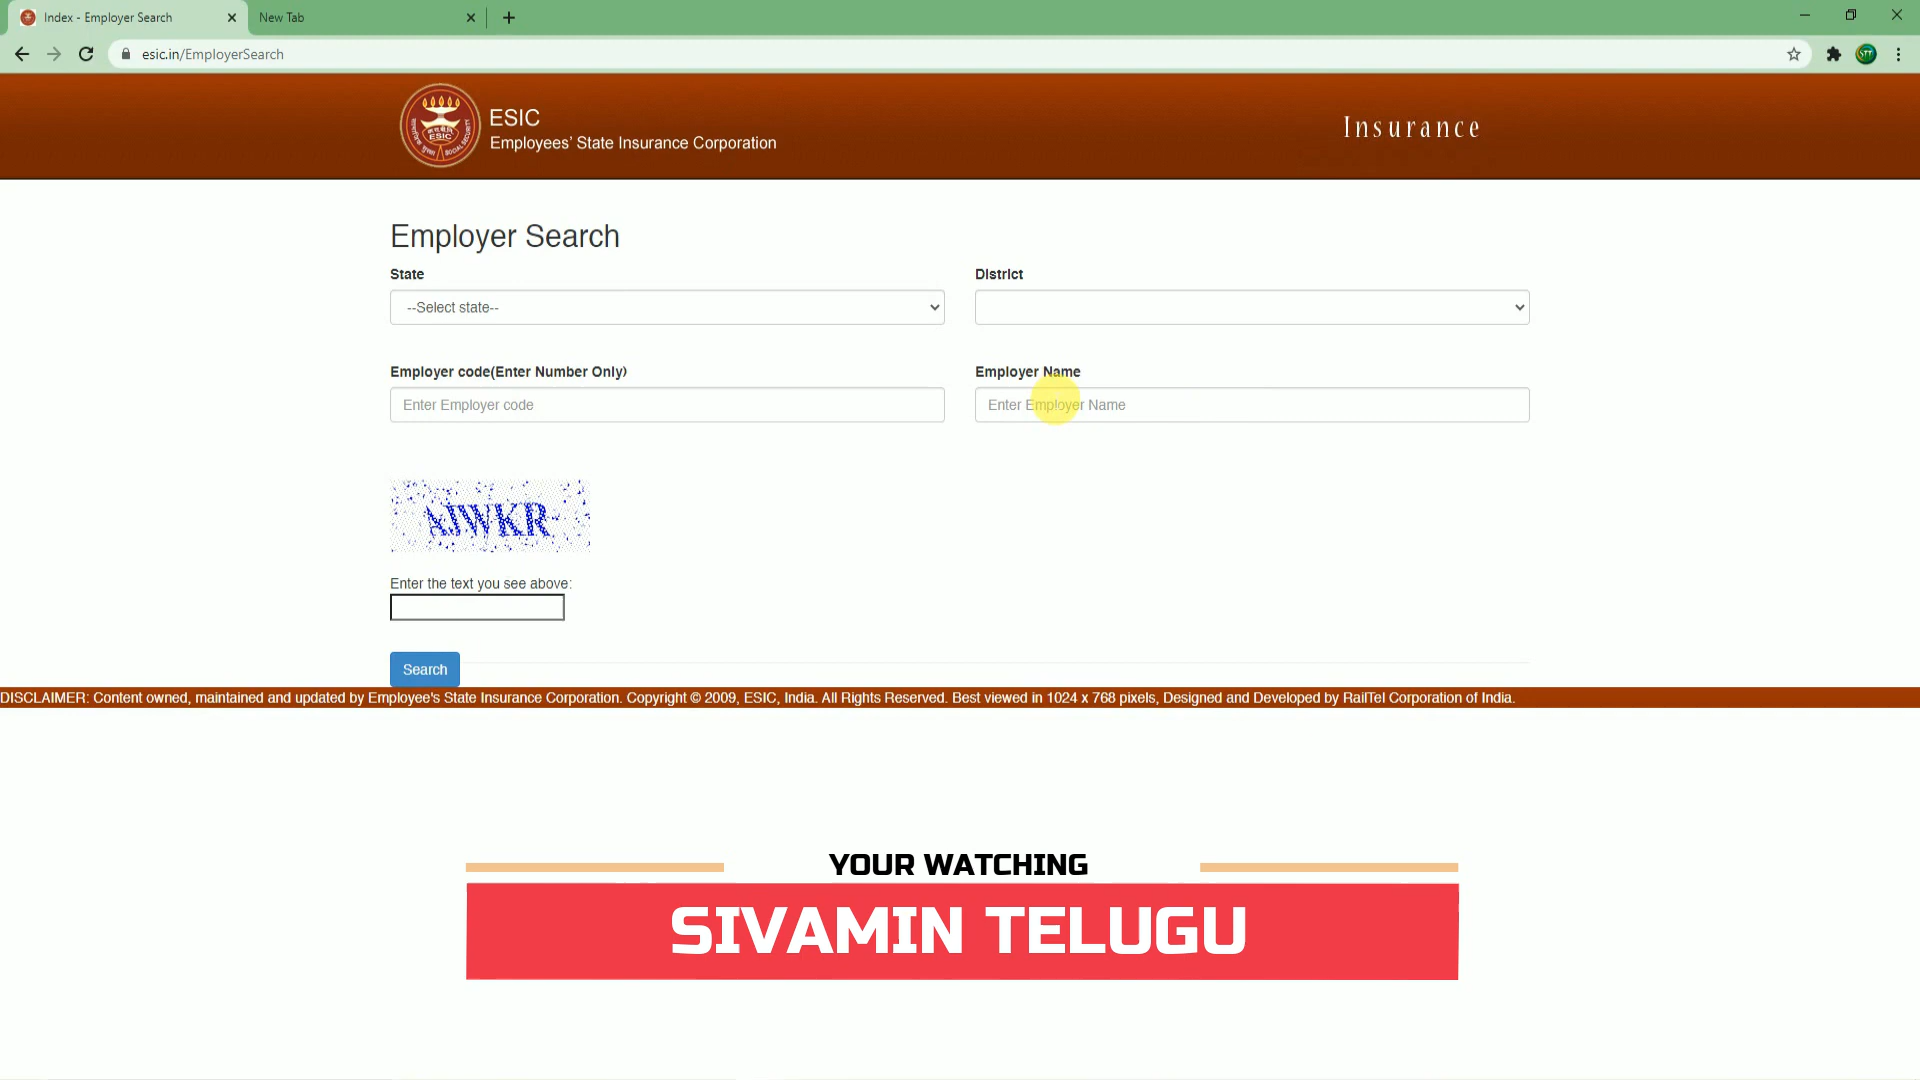 Index - Employer Search
New Tab
esic.in/EmployerSearch
ESIC
Employees' State Insurance Corporation
Insurance
Employer Search
State
District
--Select state--
Employer code(Enter Number Only)
Employer Name
Enter Employer code
Enter Employer Name
AIWKR
Enter the text you see above:
Search
DISCLAIMER: Content owned, maintained and updated by Employee's State Insurance Corporation. Copyright © 2009, ESIC, India. All Rights Reserved. Best viewed in 1024 x 768 pixels, Designed and Developed by RailTel Corporation of India.
YOUR WATCHING
SIVAMIN TELUGU